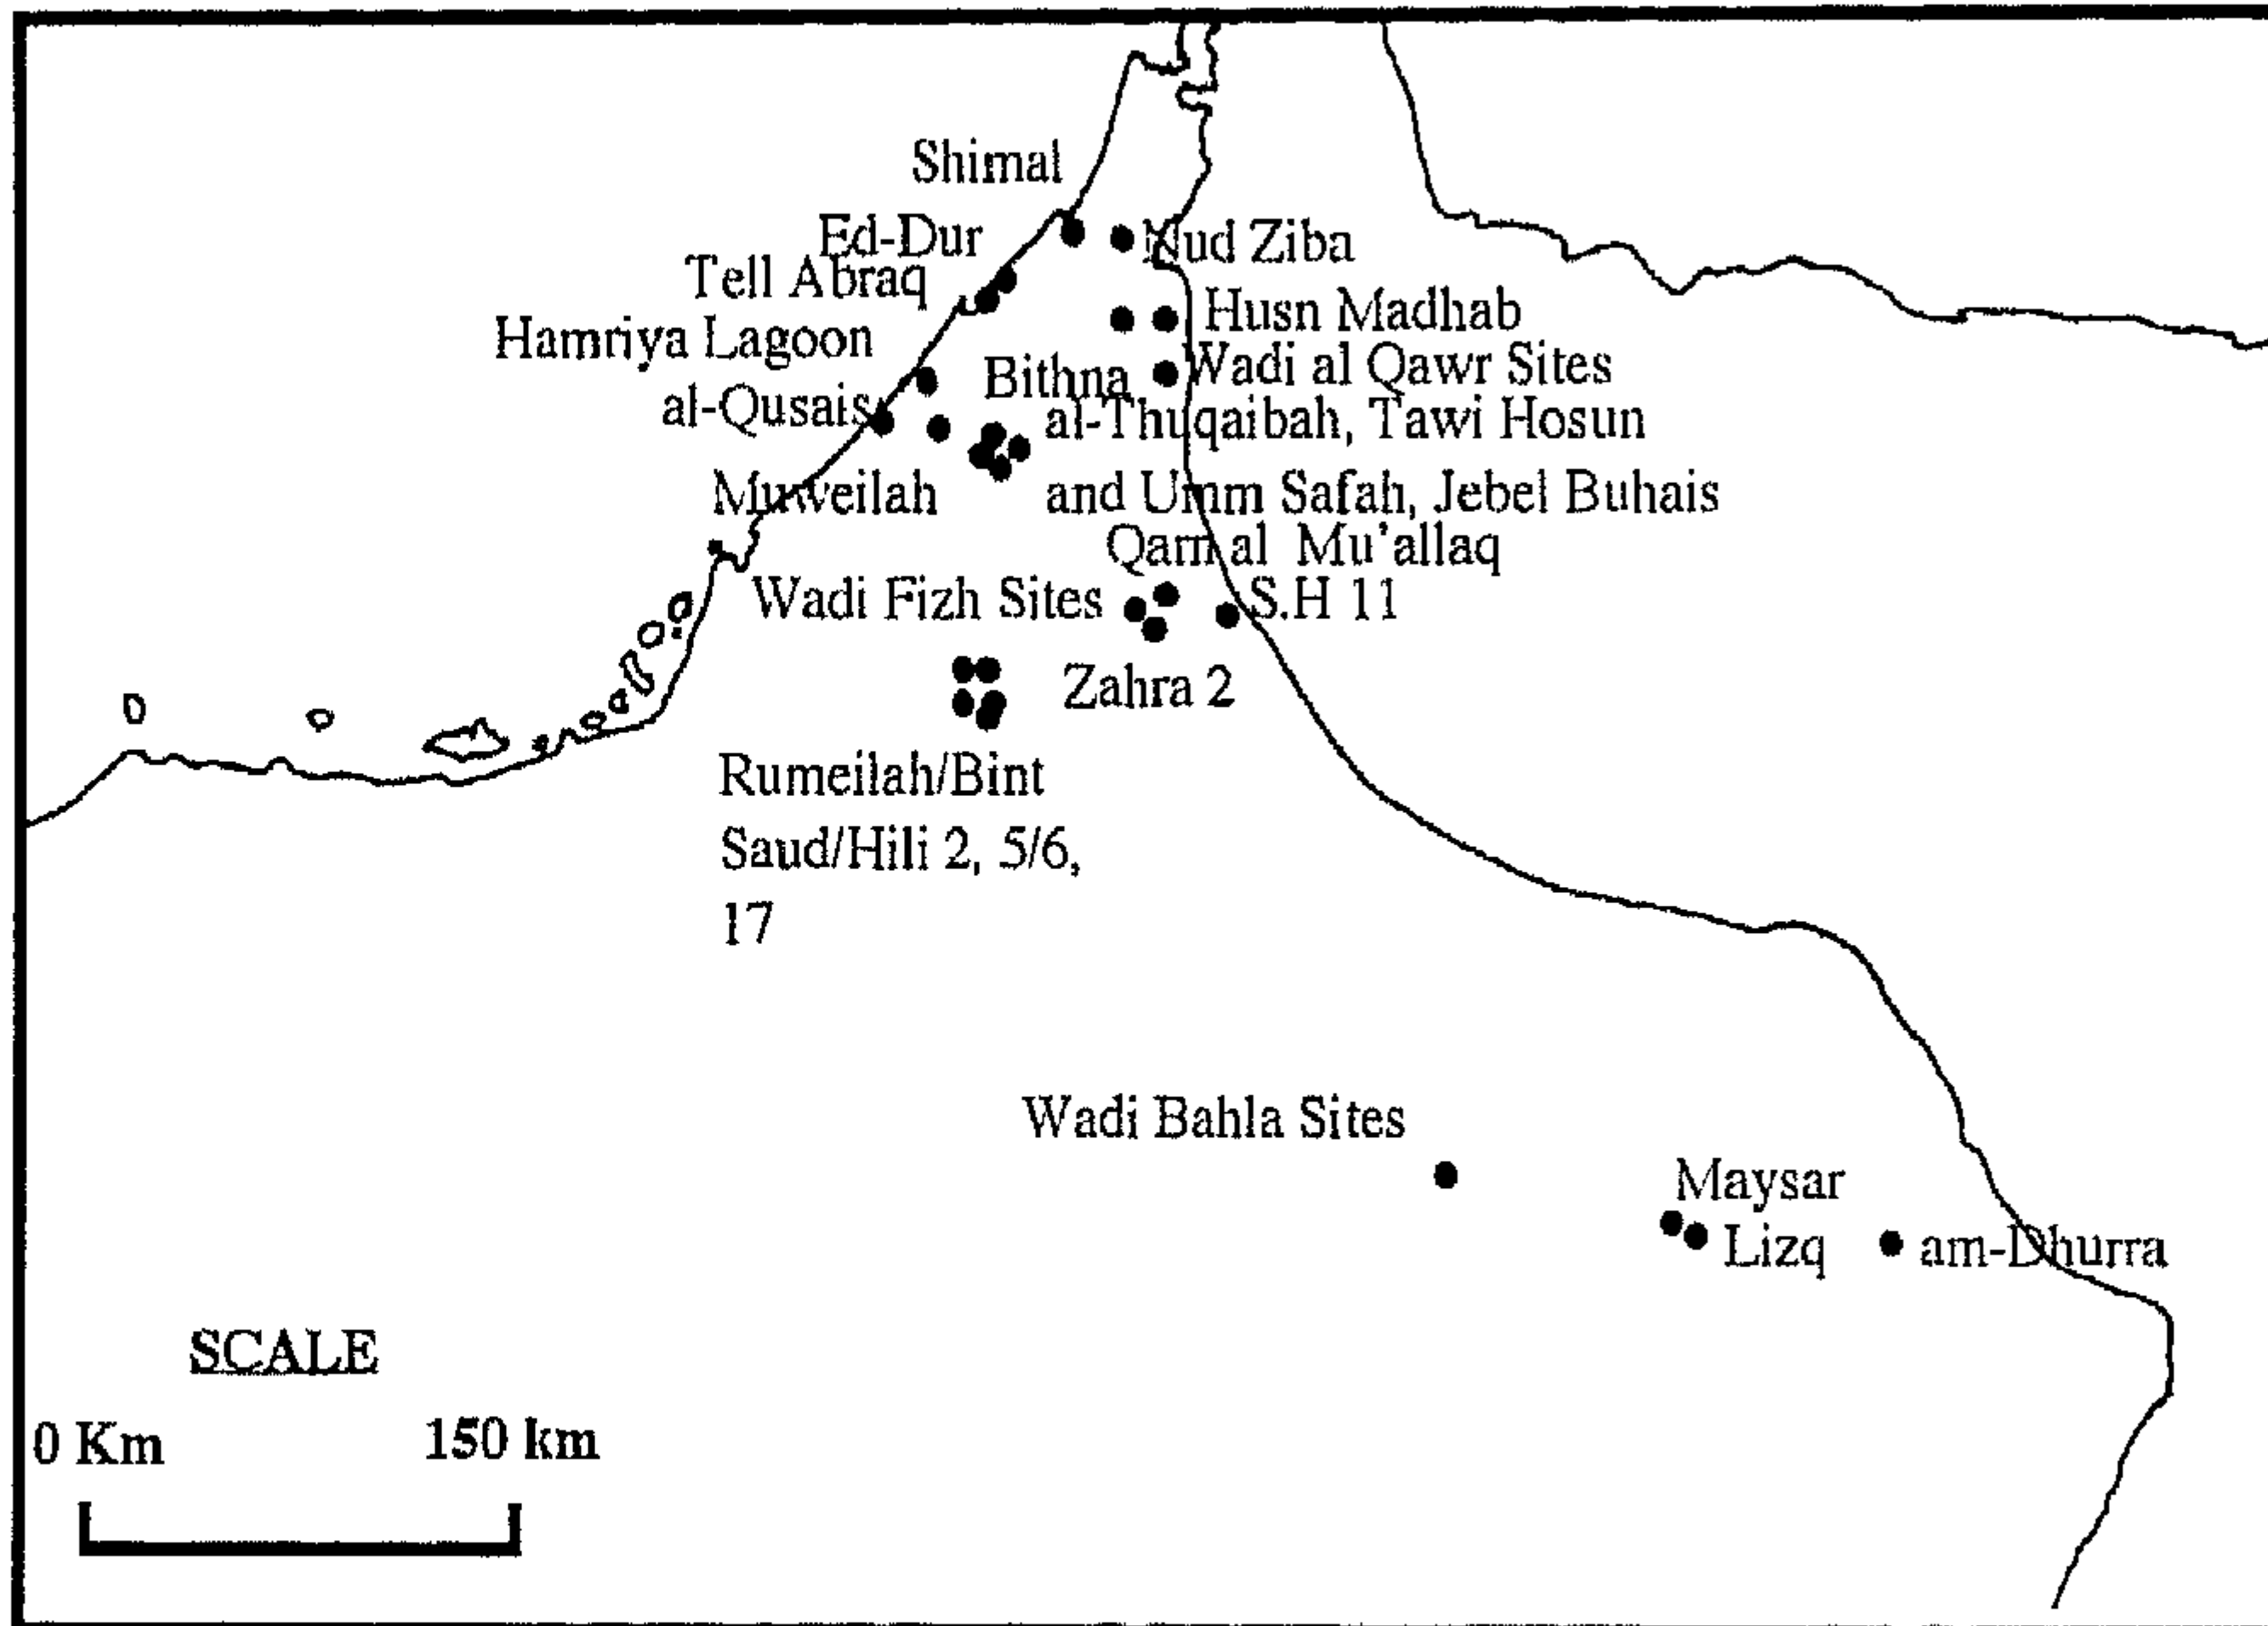 Shimal
Ed-Dur
Nud Ziba
Tell Abraq
Husn Madhab
Hamriya Lagoon
Bithna
Wadi al Qawr Sites
al-Qusais
al-Thuqaibah, Tawi Hosun
Muweilah
and Umm Safah, Jebel Buhais
Qarn al Mu'allaq
Wadi Fizh Sites
S.H 11
Zahra 2
Rumeilah/Bint
Saud/Hili 2, 5/6,
17
Wadi Bahla Sites
Maysar
Lizq
am-Dhurra
SCALE
0 Km
150 km